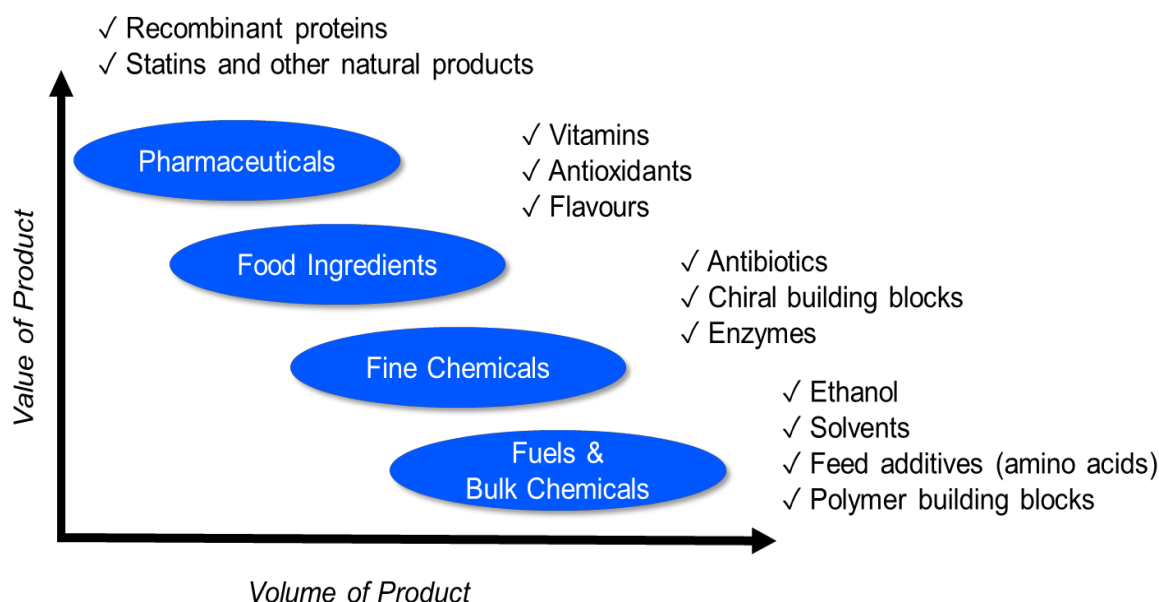 ✓ Recombinant proteins
✓ Statins and other natural products
Pharmaceuticals
✓ Vitamins
✓ Antioxidants
✓ Flavours
Food Ingredients
✓ Antibiotics
✓ Chiral building blocks
✓ Enzymes
Fine Chemicals
✓ Ethanol
✓ Solvents
✓ Feed additives (amino acids)
✓ Polymer building blocks
Fuels &
Bulk Chemicals
Value of Product
Volume of Product